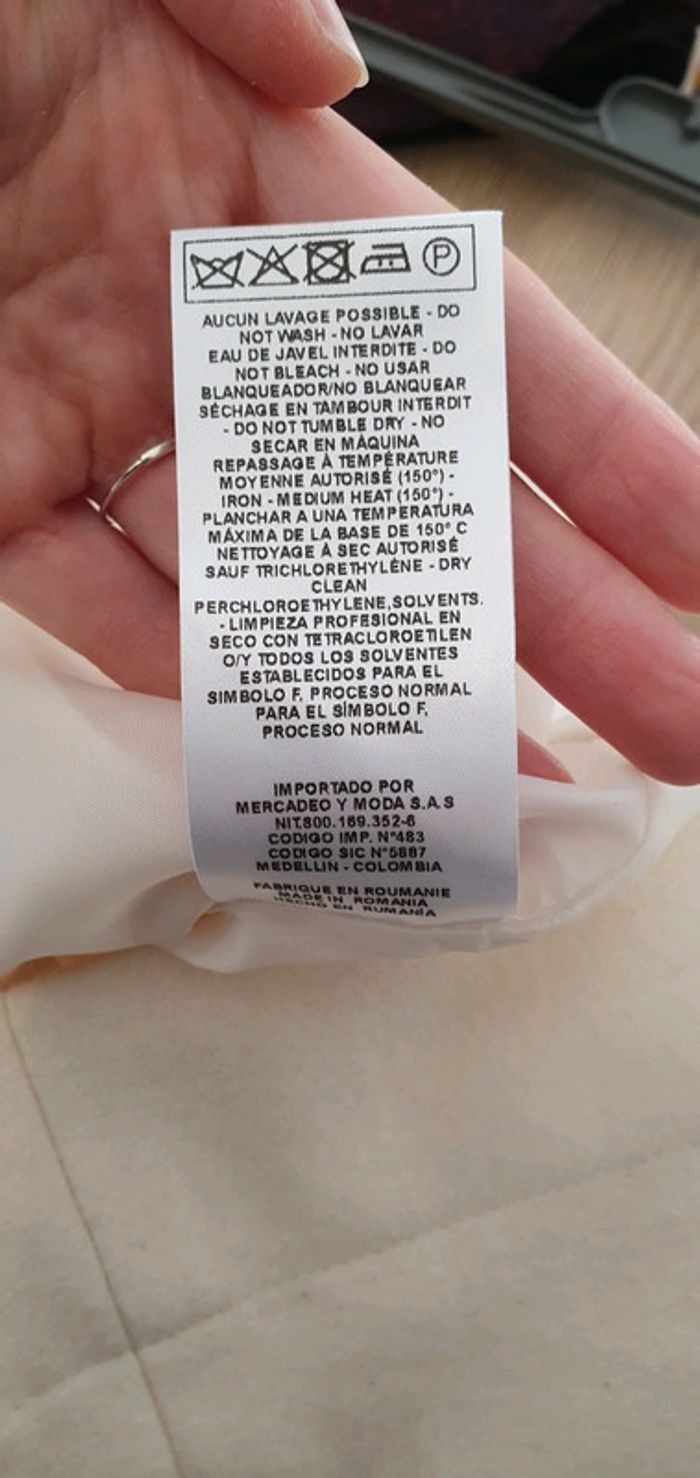 P
AUCUN LAVAGE POSSIBLE - DO
NOT WASH - NO LAVAR
EAU DE JAVEL INTERDITE - DO
NOT BLEACH - NO USAR
BLANQUEADOR/NO BLANQUEAR
SÉCHAGE EN TAMBOUR INTERDIT
- DO NOT TUMBLE DRY - NO
SECAR EN MÁQUINA
REPASSAGE À TEMPÉRATURE
MOYENNE AUTORISÉ (150°) -
IRON - MEDIUM HEAT (150°) -
PLANCHAR A UNA TEMPERATURA
MÁXIMA DE LA BASE DE 150° C
NETTOYAGE À SEC AUTORISÉ
SAUF TRICHLORETHYLÈNE - DRY
CLEAN
PERCHLOROETHYLENE,SOLVENTS.
- LIMPIEZA PROFESIONAL EN
SECO CON TETRACLOROETILEN
O/Y TODOS LOS SOLVENTES
ESTABLECIDOS PARA EL
SIMBOLO F, PROCESO NORMAL
PARA EL SÍMBOLO F,
PROCESO NORMAL
IMPORTADO POR
MERCADEO Y MODA S.A.S
NIT.800.169.352-6
CODIGO IMP. N°483
CODIGO SIC N°5887
MEDELLIN - COLOMBIA
FABRIQUE EN ROUMANIE
MADE IN ROMANIA
HECHO EN RUMANÍA